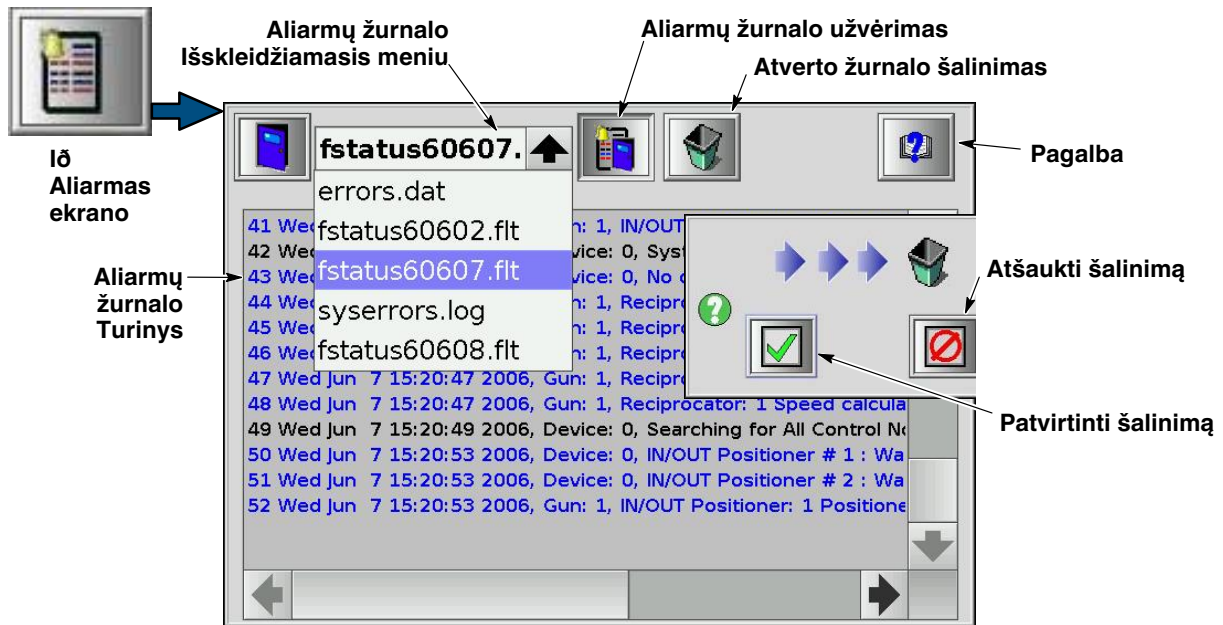 Aliarmų žurnalo
Išskleidžiamasis meniu
Aliarmų žurnalo užvėrimas
Atverto žurnalo šalinimas
Ið
Aliarmas
ekrano
fstatus60607.
Pagalba
errors.dat
fstatus60602.flt
fstatus60607.flt
syserrors.log
fstatus60608.flt
Aliarmų
žurnalo
Turinys
41 Wed
n: 1, IN/OUT
42 Wed
vice: 0, Syst
43 Wed
vice: 0, No
44 Wed
n: 1, Recipr
45 Wed
n: 1, Recipr
46 Wed
n: 1, Recipr
47 Wed Jun 7 15:20:47 2006, Gun: 1, Recipr
48 Wed Jun 7 15:20:47 2006, Gun: 1, Reciprocator: 1 Speed calcula
49 Wed Jun 7 15:20:49 2006, Device: 0, Searching for All Control No
50 Wed Jun 7 15:20:53 2006, Device: 0, IN/OUT Positioner # 1 : Wa
51 Wed Jun 7 15:20:53 2006, Device: 0, IN/OUT Positioner # 2 : Wa
52 Wed Jun 7 15:20:53 2006, Gun: 1, IN/OUT Positioner: 1 Positione
Atšaukti šalinimą
Patvirtinti šalinimą